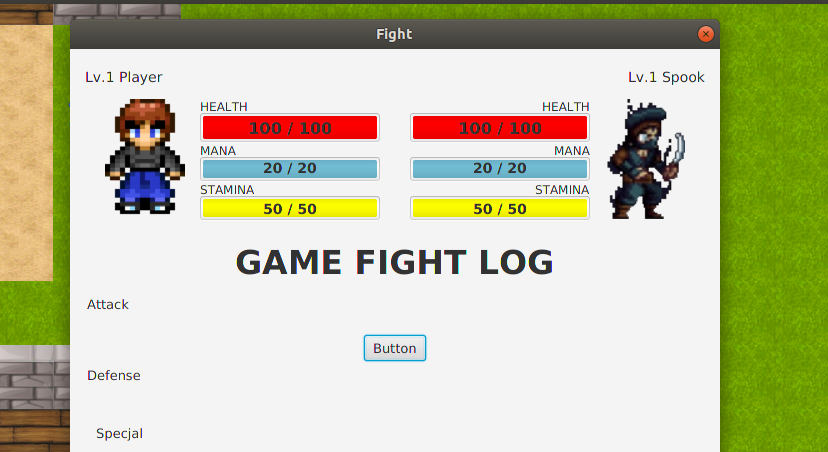 Fight
Lv.1 Player
Lv.1 Spook
HEALTH
HEALTH
100 / 100
100 / 100
MANA
MANA
20 / 20
20 / 20
STAMINA
STAMINA
50 / 50
50 / 50
GAME FIGHT LOG
Attack
Button
Defense
Specjal